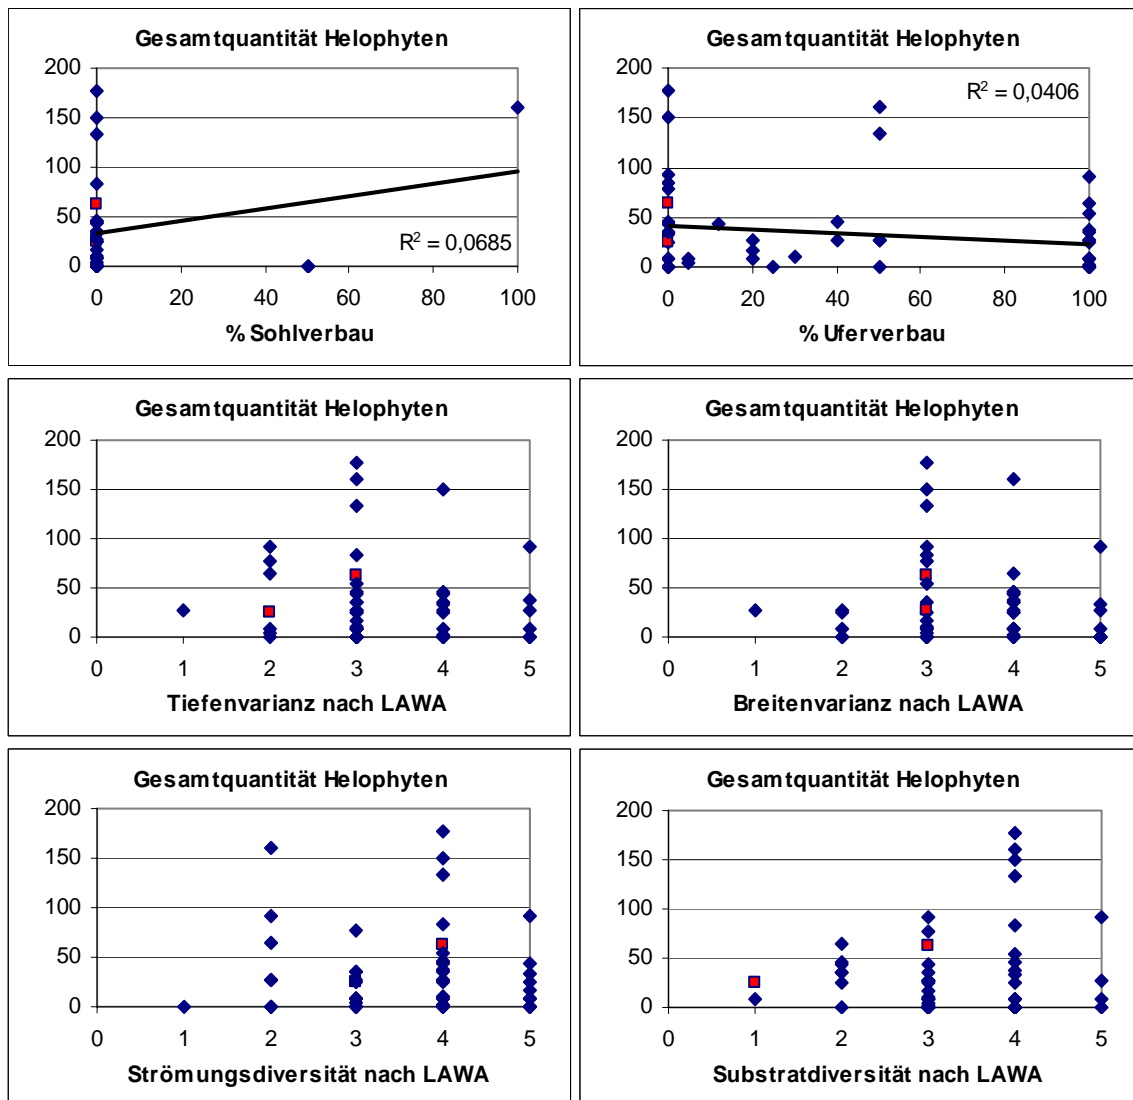 Gesamtquantität Helophyten
200
150
100
50
0
R² = 0,0685
0 20 40 60 80 100
% Sohlverbau
Gesamtquantität Helophyten
200
150
100
50
0
R² = 0,0406
0 20 40 60 80 100
% Uferverbau
Gesamtquantität Helophyten
200
150
100
50
0
0 1 2 3 4 5
Tiefenvarianz nach LAWA
Gesamtquantität Helophyten
200
150
100
50
0
0 1 2 3 4 5
Breitenvarianz nach LAWA
Gesamtquantität Helophyten
200
150
100
50
0
0 1 2 3 4 5
Strömungsdiversität nach LAWA
Gesamtquantität Helophyten
200
150
100
50
0
0 1 2 3 4 5
Substratdiversität nach LAWA